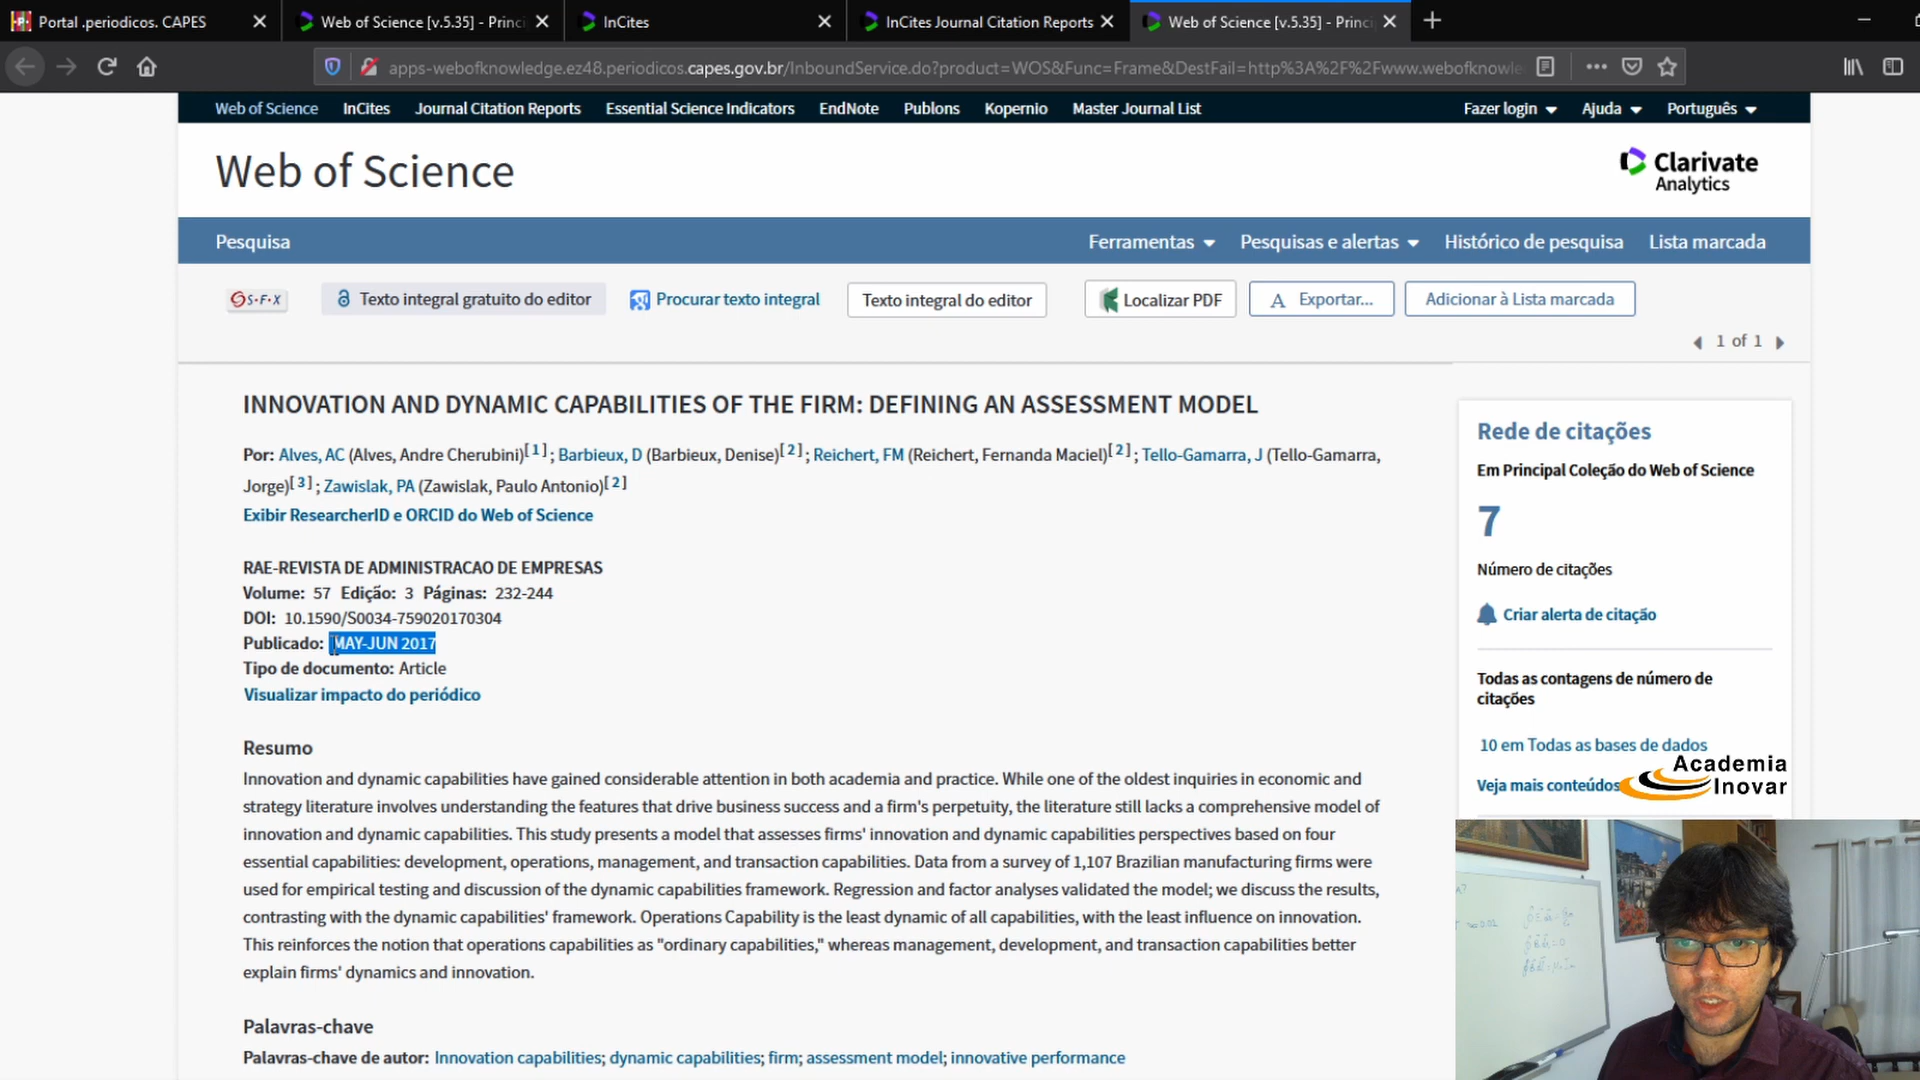 Portal .periodicos. CAPES
Web of Science [v.5.35] - Princi
InCites
InCites Journal Citation Reports
Web of Science [v.5.35] - Princi
apps-webofknowledge.ez48.periodicos.capes.gov.br/InboundService.do?product=WOS&Func=Frame&DestFail=http%3A%2F%2Fwww.webofknowle
Web of Science InCites Journal Citation Reports Essential Science Indicators EndNote Publons Kopernio Master Journal List Fazer login Ajuda Português
Web of Science
Clarivate
Analytics
Pesquisa Ferramentas Pesquisas e alertas Histórico de pesquisa Lista marcada
S·F·X Texto integral gratuito do editor Procurar texto integral Texto integral do editor Localizar PDF Exportar... Adicionar à Lista marcada
1 of 1
INNOVATION AND DYNAMIC CAPABILITIES OF THE FIRM: DEFINING AN ASSESSMENT MODEL
Por: Alves, AC (Alves, Andre Cherubini)[ 1 ] ; Barbieux, D (Barbieux, Denise)[ 2 ] ; Reichert, FM (Reichert, Fernanda Maciel)[ 2 ] ; Tello-Gamarra, J (Tello-Gamarra,
Jorge)[ 3 ] ; Zawislak, PA (Zawislak, Paulo Antonio)[ 2 ]
Exibir ResearcherID e ORCID do Web of Science
RAE-REVISTA DE ADMINISTRACAO DE EMPRESAS
Volume: 57 Edição: 3 Páginas: 232-244
DOI: 10.1590/S0034-759020170304
Publicado: MAY-JUN 2017
Tipo de documento: Article
Visualizar impacto do periódico
Resumo
Innovation and dynamic capabilities have gained considerable attention in both academia and practice. While one of the oldest inquiries in economic and
strategy literature involves understanding the features that drive business success and a firm's perpetuity, the literature still lacks a comprehensive model of
innovation and dynamic capabilities. This study presents a model that assesses firms' innovation and dynamic capabilities perspectives based on four
essential capabilities: development, operations, management, and transaction capabilities. Data from a survey of 1,107 Brazilian manufacturing firms were
used for empirical testing and discussion of the dynamic capabilities framework. Regression and factor analyses validated the model; we discuss the results,
contrasting with the dynamic capabilities' framework. Operations Capability is the least dynamic of all capabilities, with the least influence on innovation.
This reinforces the notion that operations capabilities as "ordinary capabilities," whereas management, development, and transaction capabilities better
explain firms' dynamics and innovation.
Palavras-chave
Palavras-chave de autor: Innovation capabilities; dynamic capabilities; firm; assessment model; innovative performance
Rede de citações
Em Principal Coleção do Web of Science
7
Número de citações
Criar alerta de citação
Todas as contagens de número de
citações
10 em Todas as bases de dados
Veja mais conteúdos
Academia
Inovar